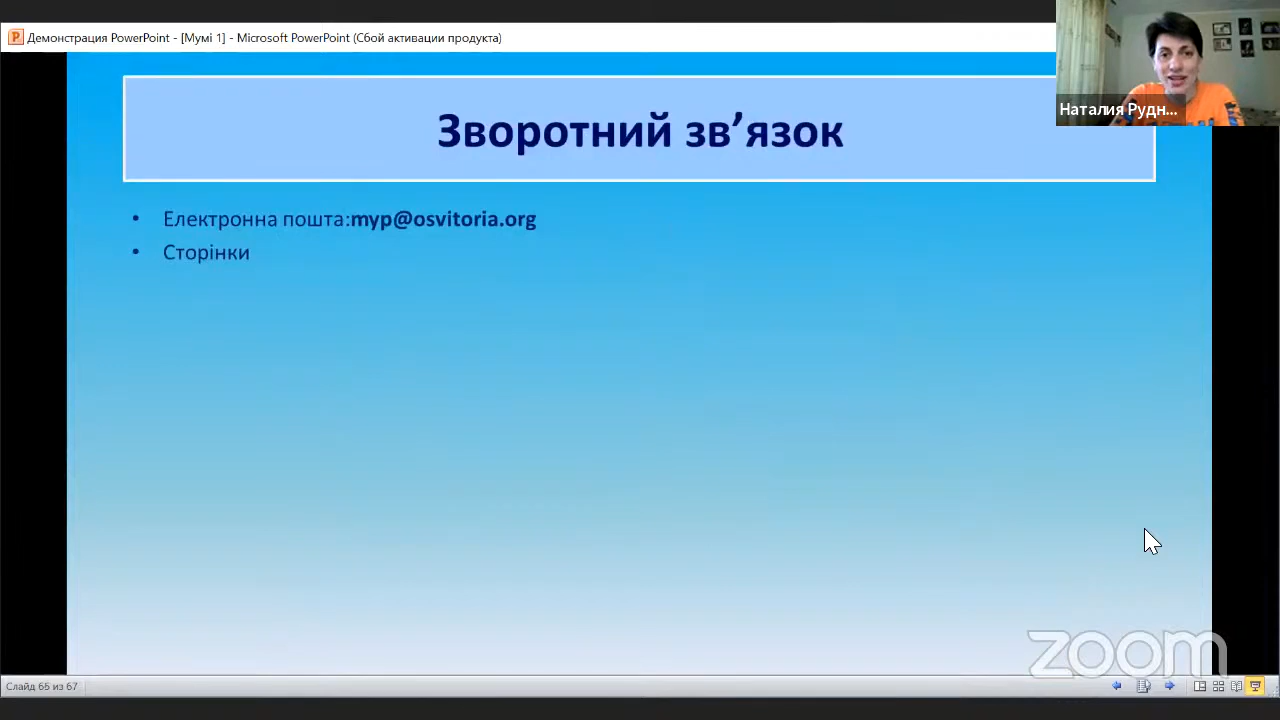 Демонстрация PowerPoint - [Мумі 1] - Microsoft PowerPoint (Сбой активации продукта)
Наталия Рудн...
Зворотний зв’язок
• Електронна пошта:myp@osvitoria.org
• Сторінки
zoom
Слайд 65 из 67